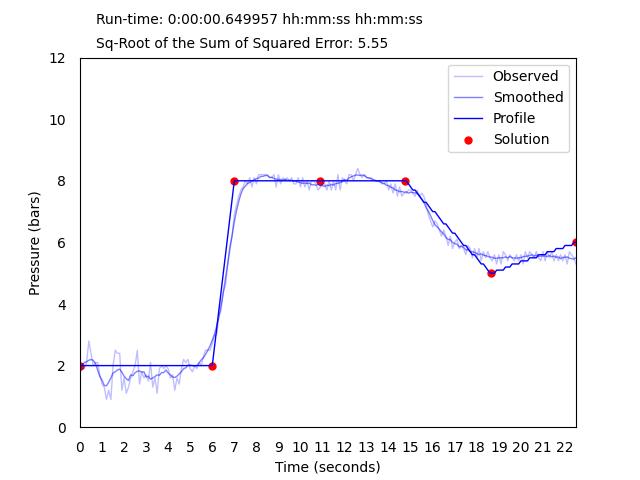 Run-time: 0:00:00.649957 hh:mm:ss hh:mm:ss
Sq-Root of the Sum of Squared Error: 5.55
12
10
8
6
4
2
0
Pressure (bars)
Observed
Smoothed
Profile
Solution
0 1 2 3 4 5 6 7 8 9 10 11 12 13 14 15 16 17 18 19 20 21 22
Time (seconds)